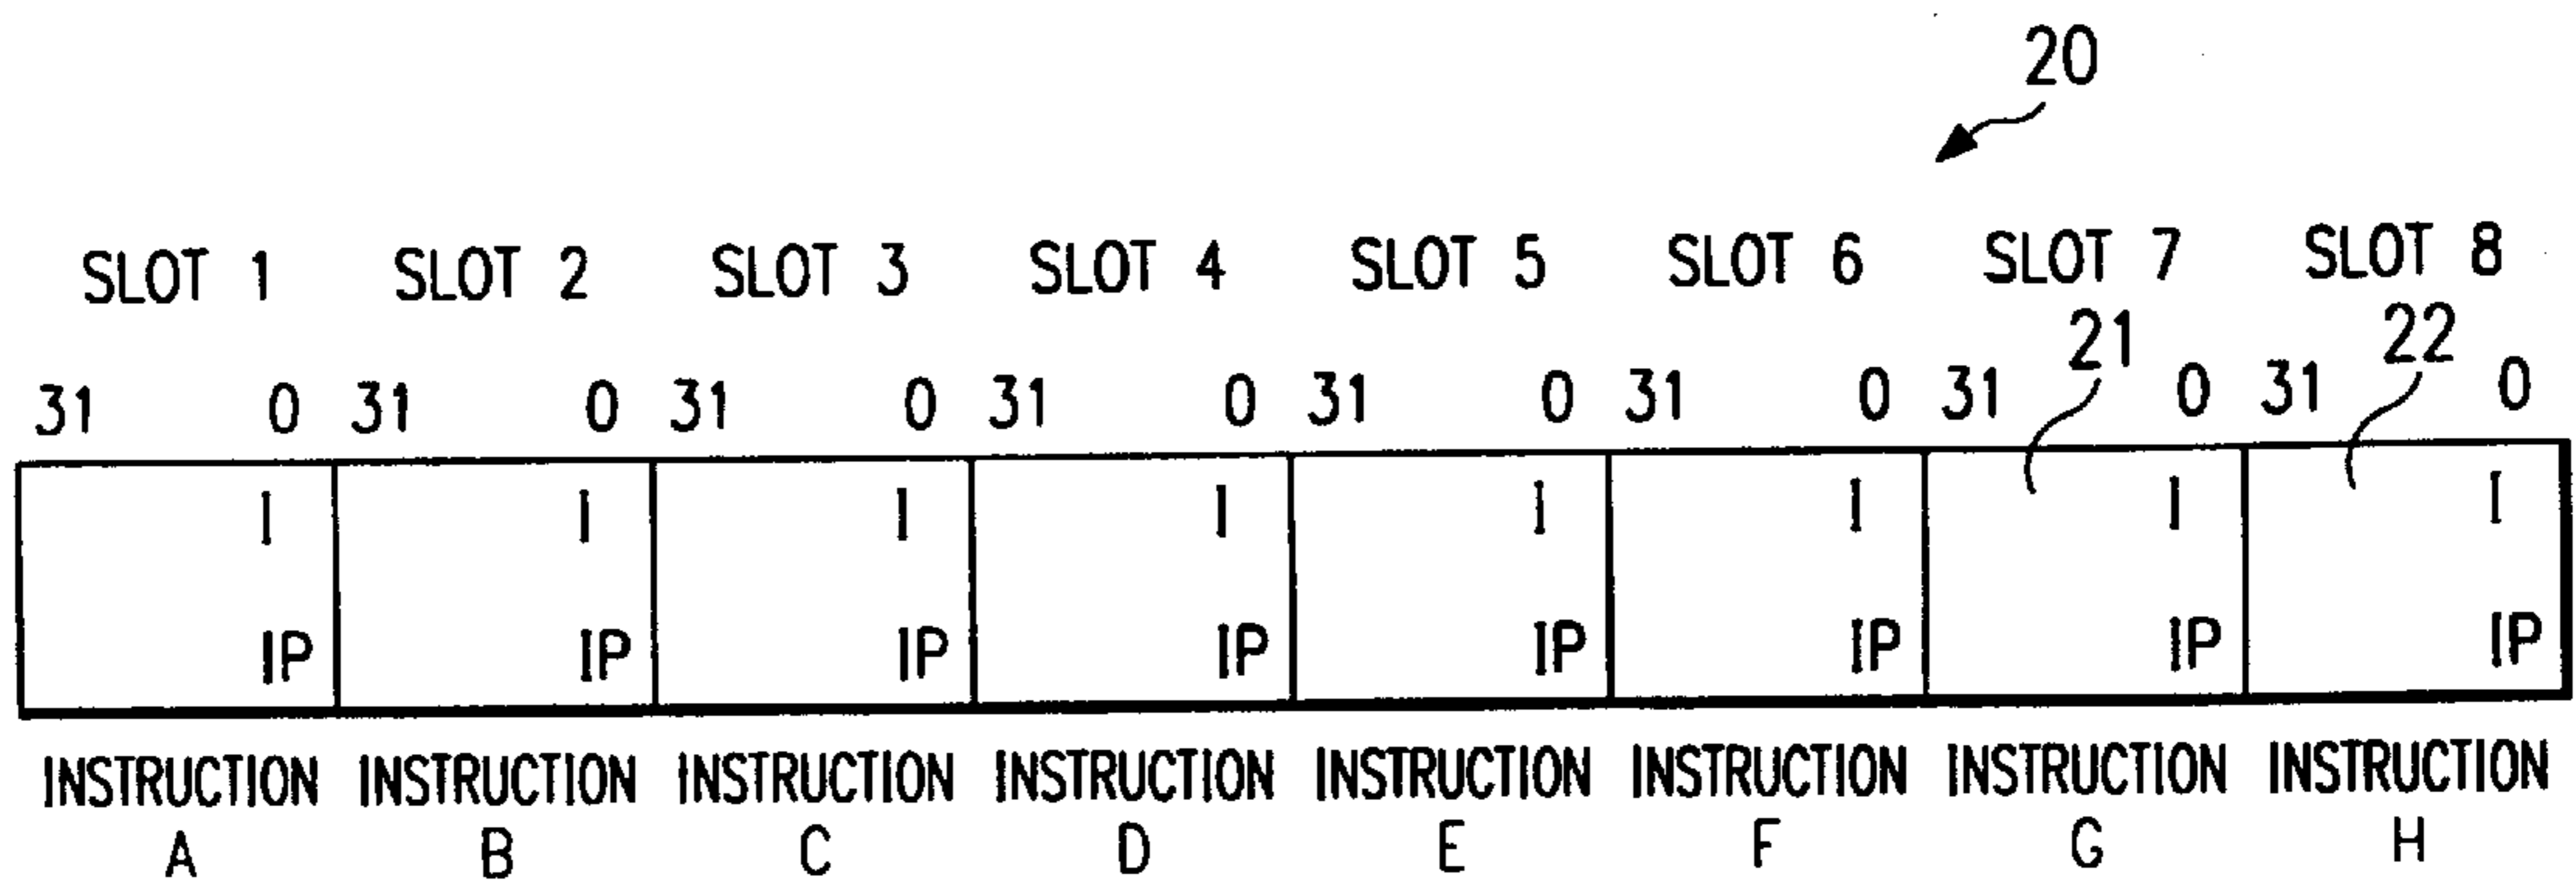 20
SLOT 1 SLOT 2 SLOT 3 SLOT 4 SLOT 5 SLOT 6 SLOT 7 SLOT 8
21 22
31 0 31 0 31 0 31 0 31 0 31 0 31 0 31 0
I I I I I I I I
IP IP IP IP IP IP IP IP
INSTRUCTION INSTRUCTION INSTRUCTION INSTRUCTION INSTRUCTION INSTRUCTION INSTRUCTION INSTRUCTION
A B C D E F G H